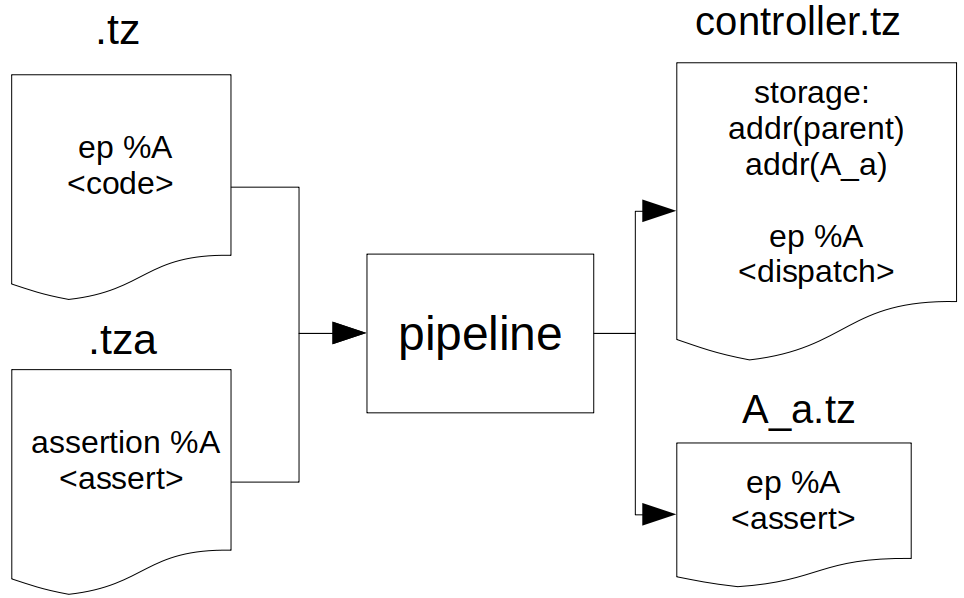 .tz
ep %A
<code>
.tza
assertion %A
<assert>
pipeline
controller.tz
storage:
addr(parent)
addr(A_a)
ep %A
<dispatch>
A_a.tz
ep %A
<assert>